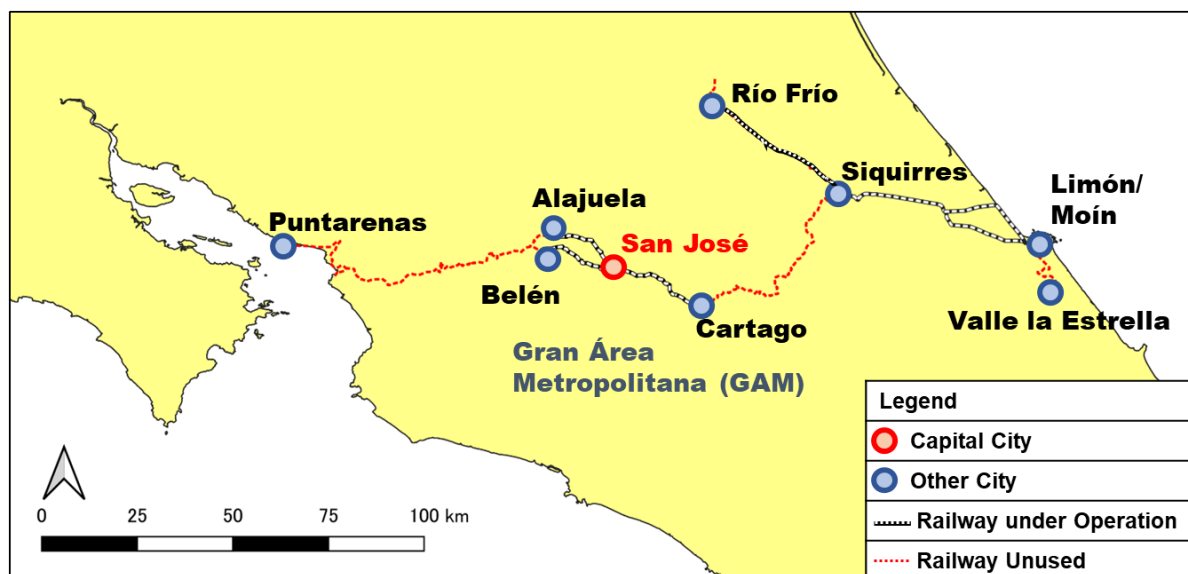 Río Frío
Siquirres
Limón/
Moín
Alajuela
Puntarenas
San José
Belén
Cartago
Valle la Estrella
Gran Área
Metropolitana (GAM)
Legend
Capital City
Other City
Railway under Operation
Railway Unused
0 25 50 75 100 km